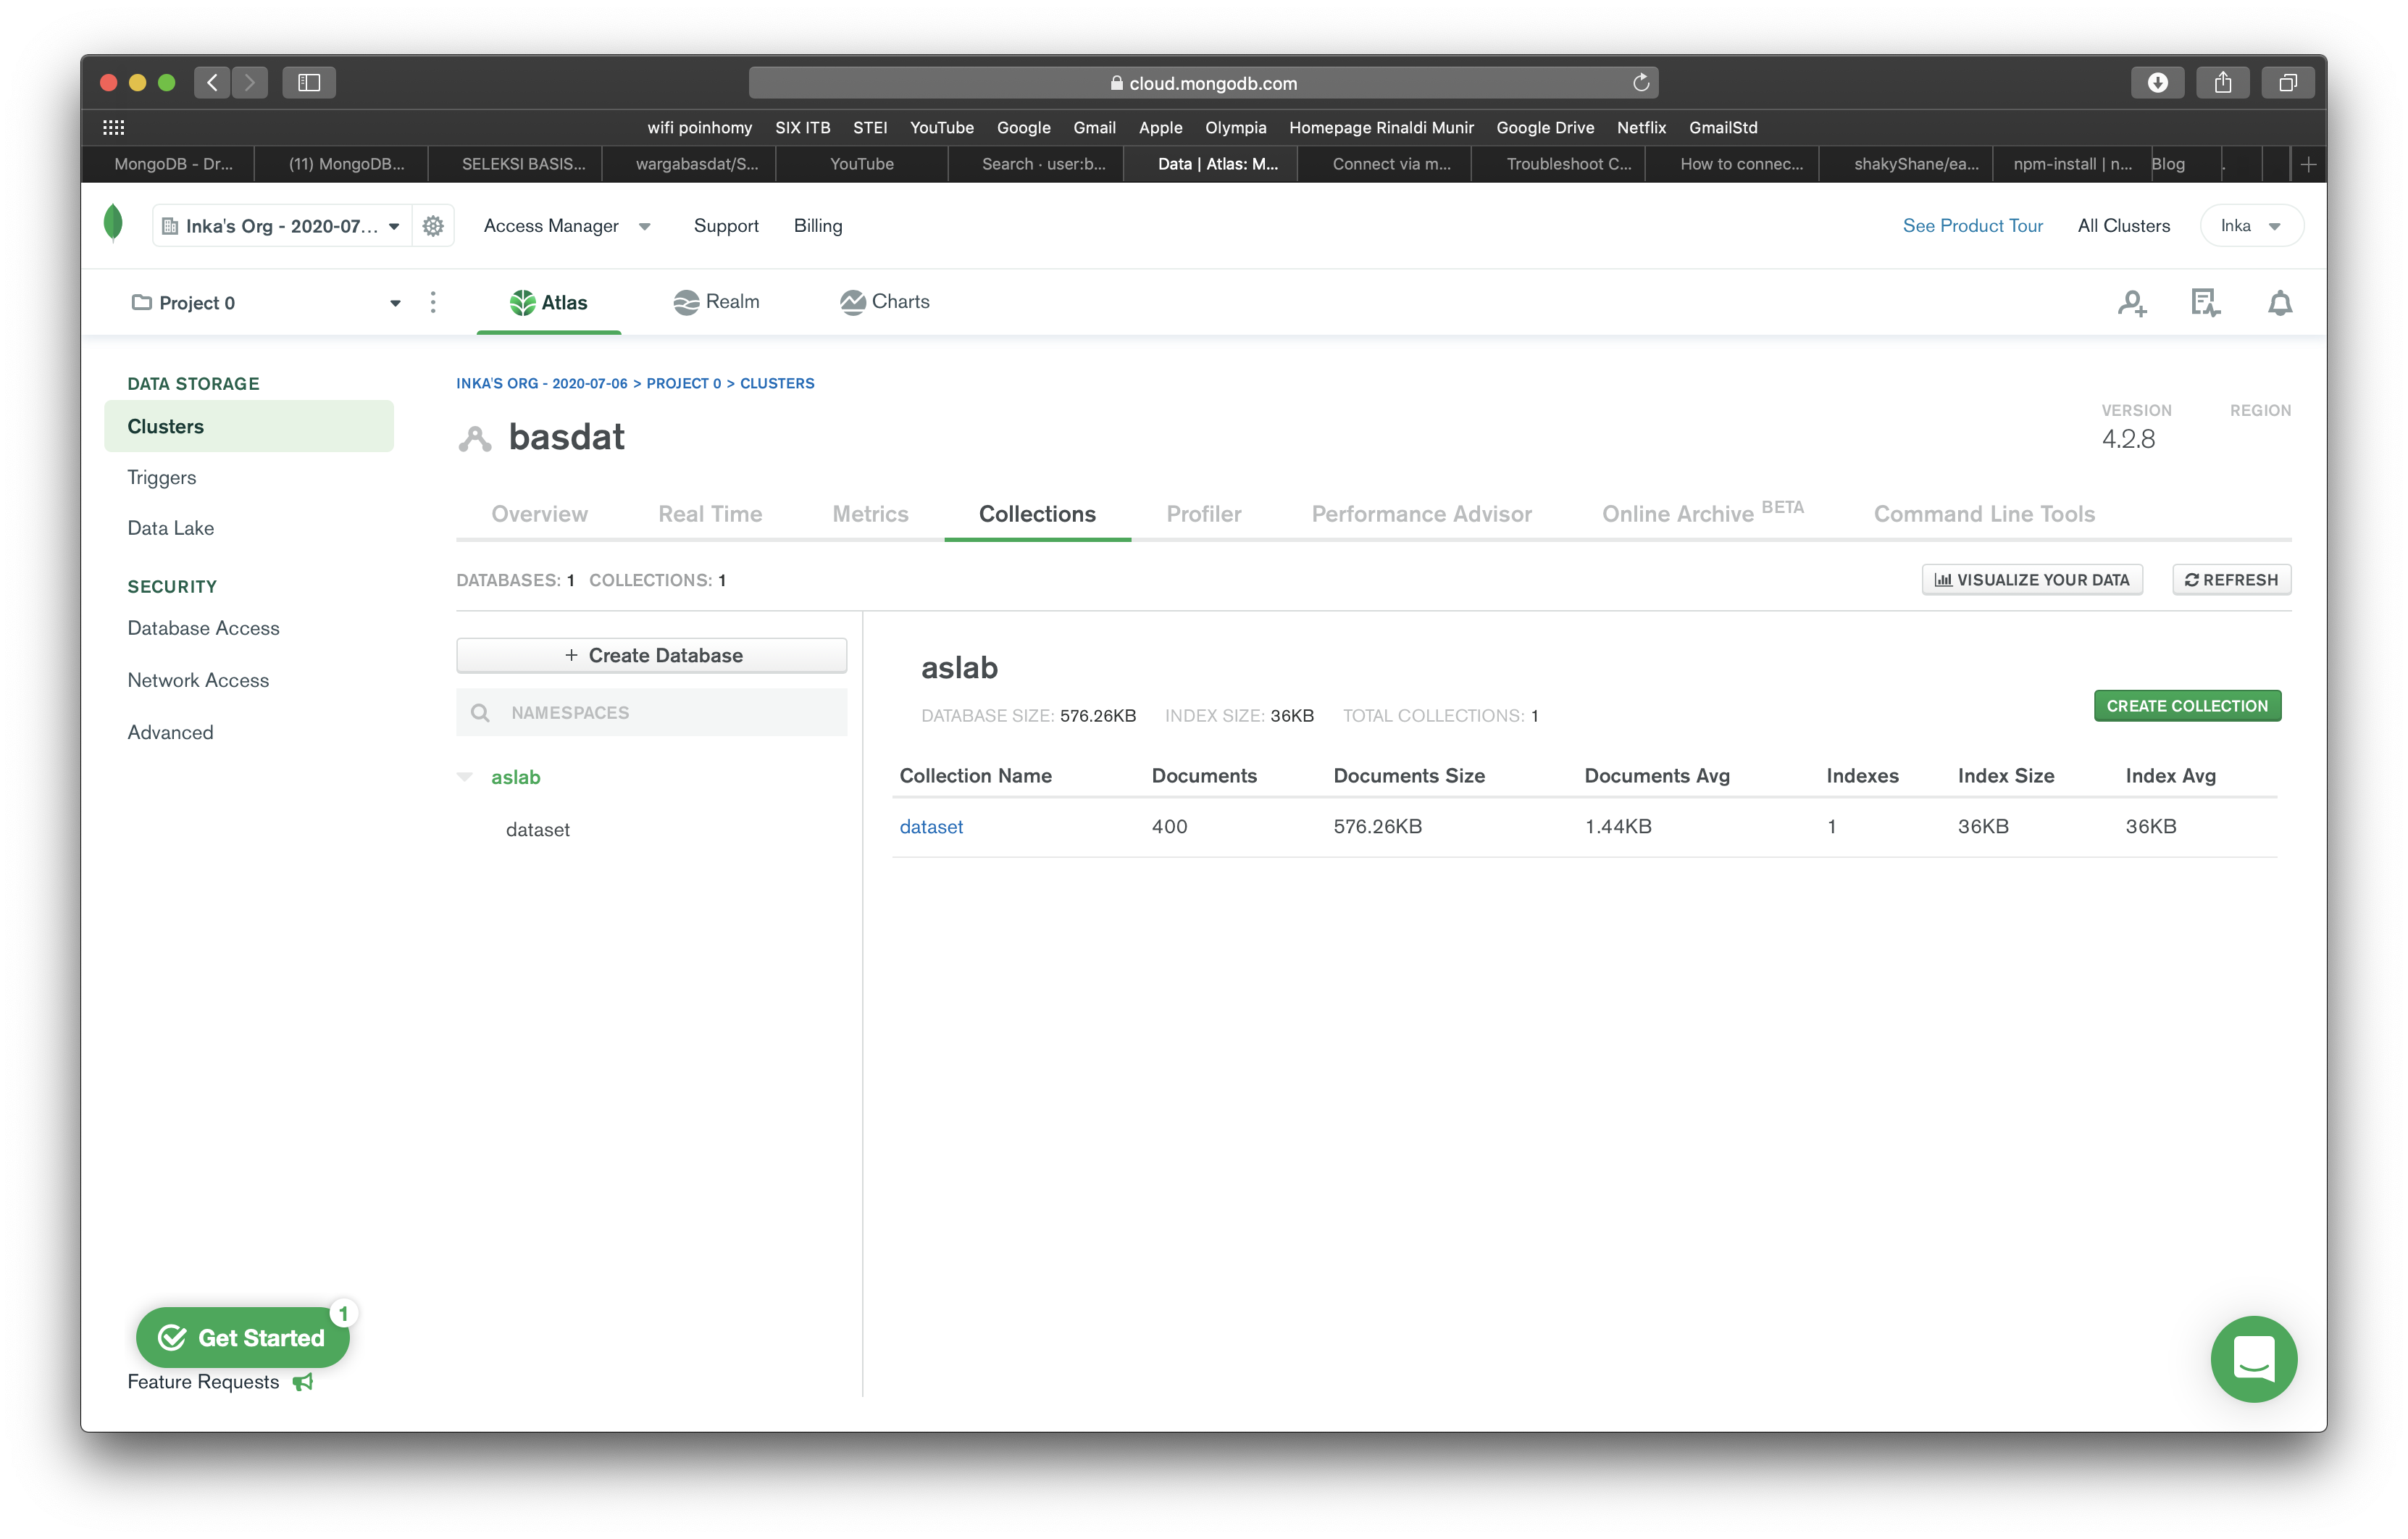 cloud.mongodb.com
wifi poinhomy SIX ITB STEI YouTube Google Gmail Apple Olympia Homepage Rinaldi Munir Google Drive Netflix GmailStd
MongoDB - Dr... (11) MongoDB... SELEKSI BASIS... wargabasdat/S... YouTube Search · user:b... Data | Atlas: M... Connect via m... Troubleshoot C... How to connec... shakyShane/ea... npm-install | n... Blog
Inka's Org - 2020-07... Access Manager Support Billing See Product Tour All Clusters Inka
Project 0 Atlas Realm Charts
DATA STORAGE
Clusters
Triggers
Data Lake
SECURITY
Database Access
Network Access
Advanced
Get Started 1
Feature Requests
INKA'S ORG - 2020-07-06 > PROJECT 0 > CLUSTERS
basdat
VERSION REGION
4.2.8
Overview Real Time Metrics Collections Profiler Performance Advisor Online Archive BETA Command Line Tools
DATABASES: 1 COLLECTIONS: 1 VISUALIZE YOUR DATA REFRESH
+ Create Database
NAMESPACES
aslab
dataset
aslab
DATABASE SIZE: 576.26KB INDEX SIZE: 36KB TOTAL COLLECTIONS: 1 CREATE COLLECTION
Collection Name Documents Documents Size Documents Avg Indexes Index Size Index Avg
dataset 400 576.26KB 1.44KB 1 36KB 36KB